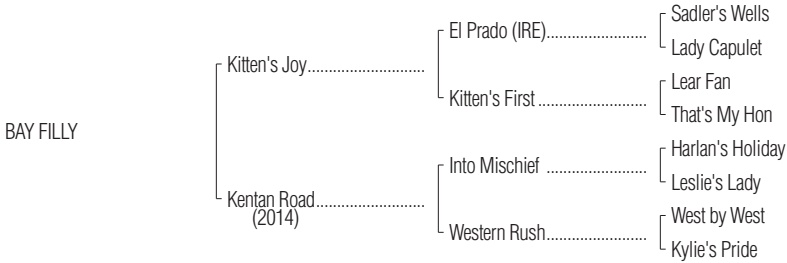 Sadler's Wells
El Prado (IRE)........................
Lady Capulet
Kitten's Joy............................
Lear Fan
Kitten's First ..........................
That's My Hon
BAY FILLY
Harlan's Holiday
Into Mischief ........................
Leslie's Lady
Kentan Road..........................
(2014)
West by West
Western Rush........................
Kylie's Pride